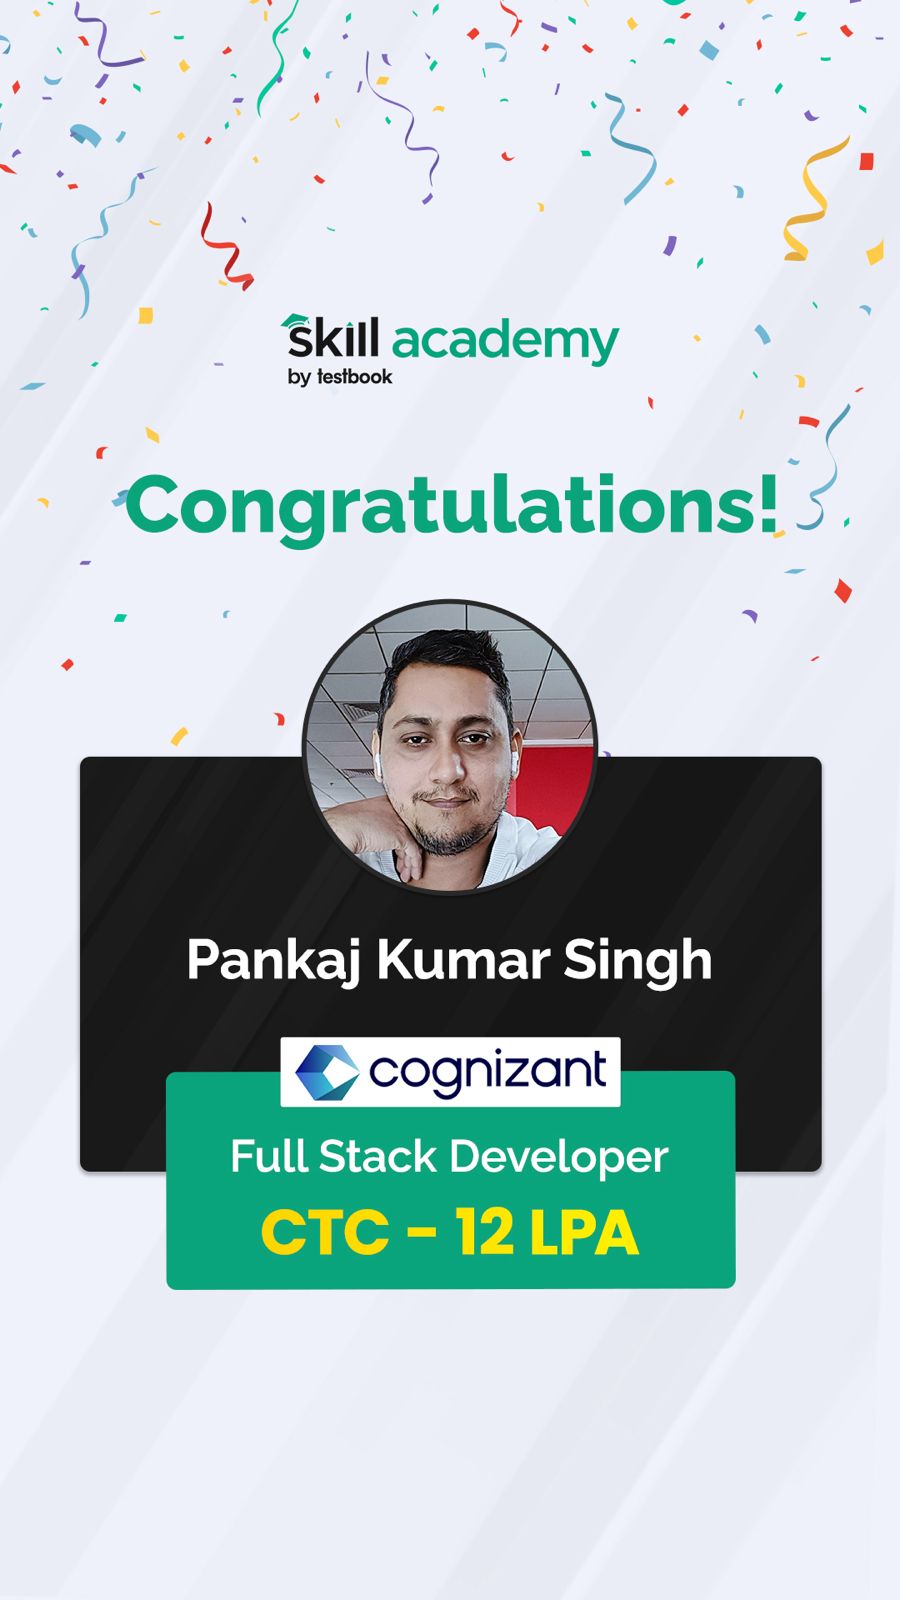 skill academy
by testbook
Congratulations!
Pankaj Kumar Singh
cognizant
Full Stack Developer
CTC - 12 LPA